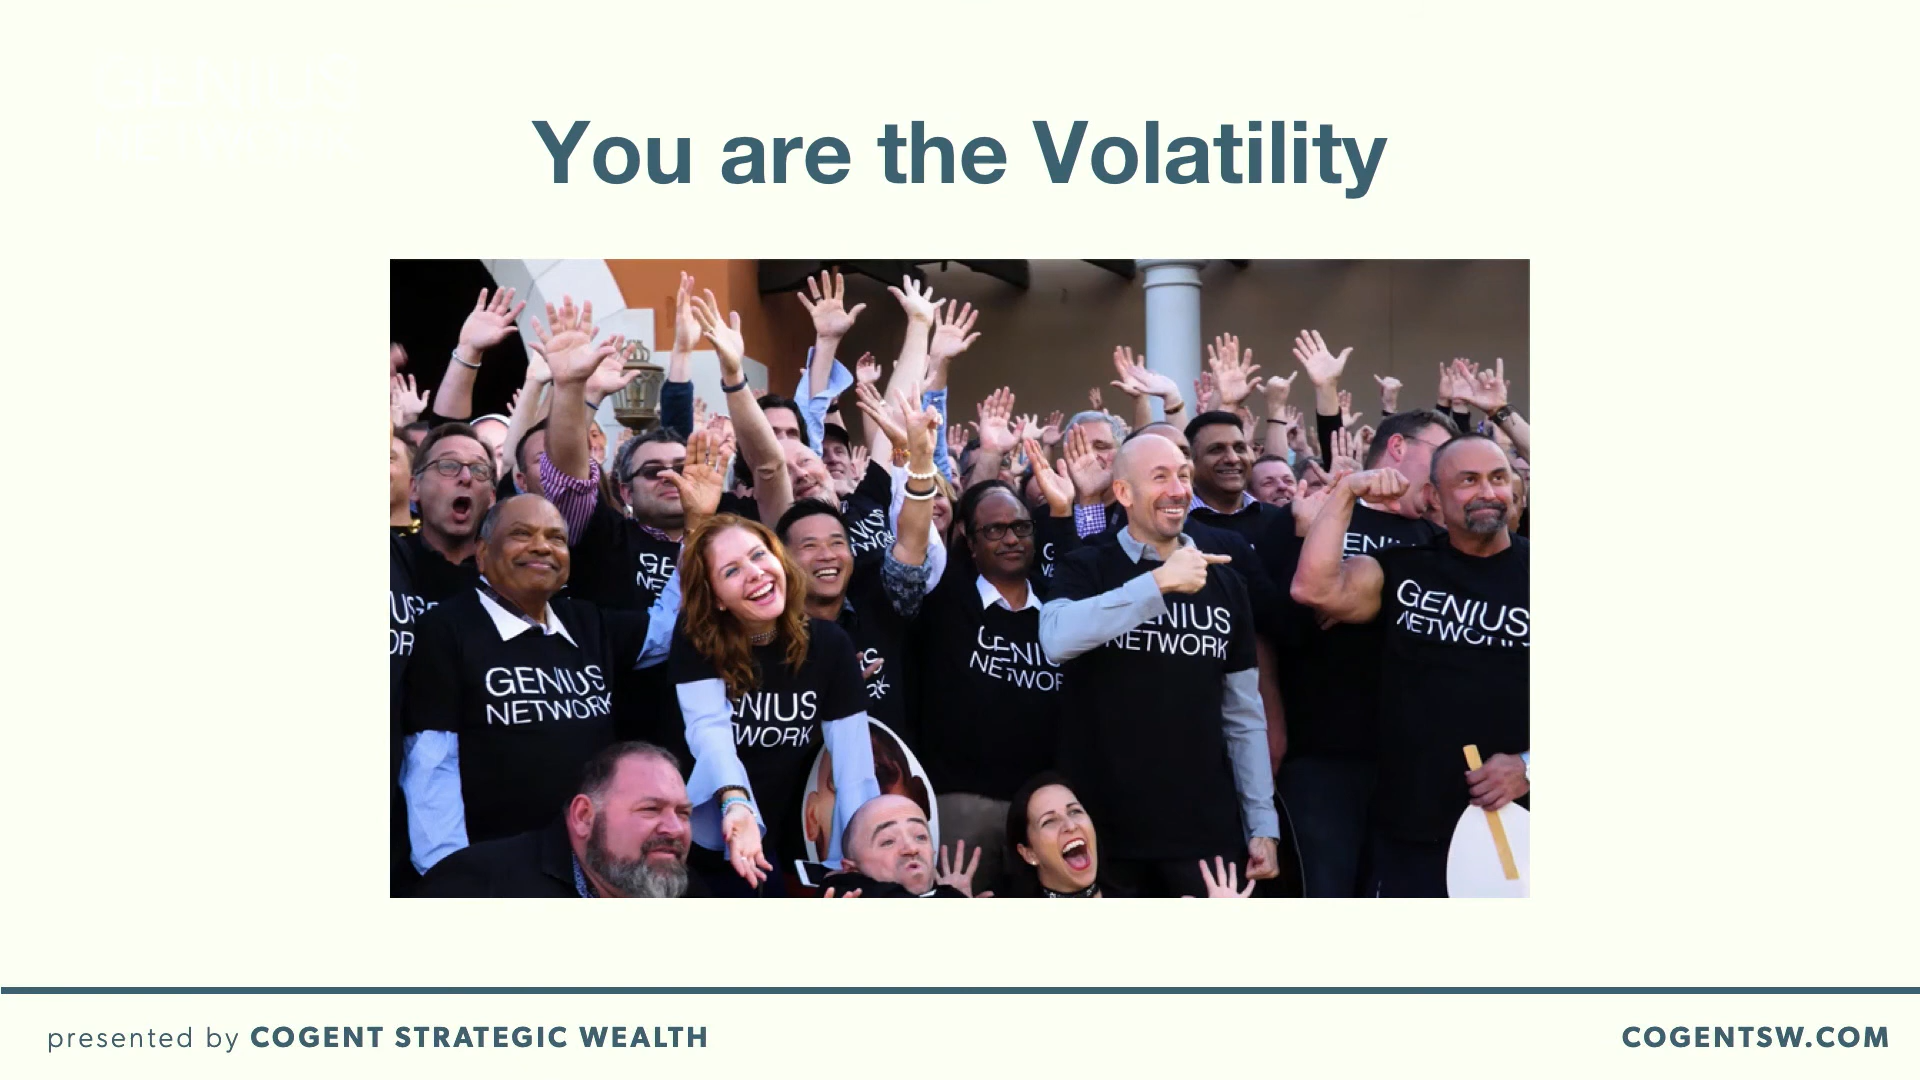 GENIUS
NETWORK
You are the Volatility
GENIUS
NETWORK
GENIUS
NETWORK
presented by COGENT STRATEGIC WEALTH
COGENTSW.COM